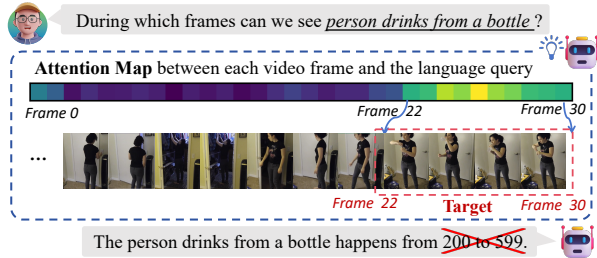 During which frames can we see person drinks from a bottle ?
Attention Map between each video frame and the language query
Frame 0
Frame 22
Frame 30
...
Frame 22
Target
Frame 30
The person drinks from a bottle happens from 200 to 599.